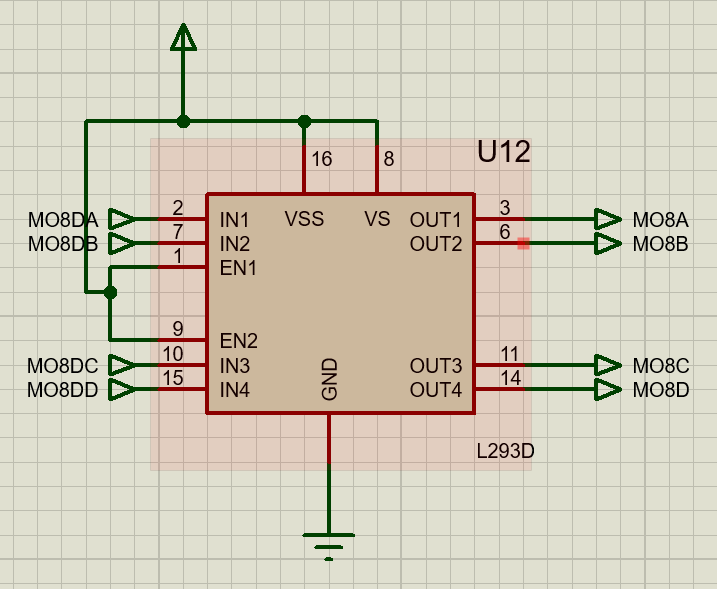 U12
16 8
MO8DA 2 IN1 VSS VS OUT1 3 MO8A
MO8DB 7 IN2 OUT2 6 MO8B
1 EN1
9 EN2
MO8DC 10 IN3 OUT3 11 MO8C
MO8DD 15 IN4 GND OUT4 14 MO8D
L293D